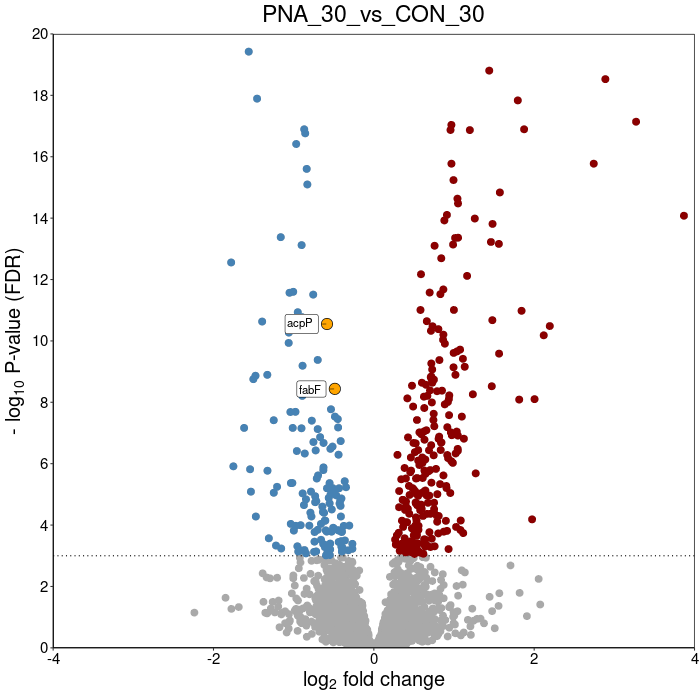 PNA_30_vs_CON_30
20
18
16
14
12
10
8
6
4
2
0
- log10 P-value (FDR)
acpP
fabF
-4 -2 0 2 4
log2 fold change